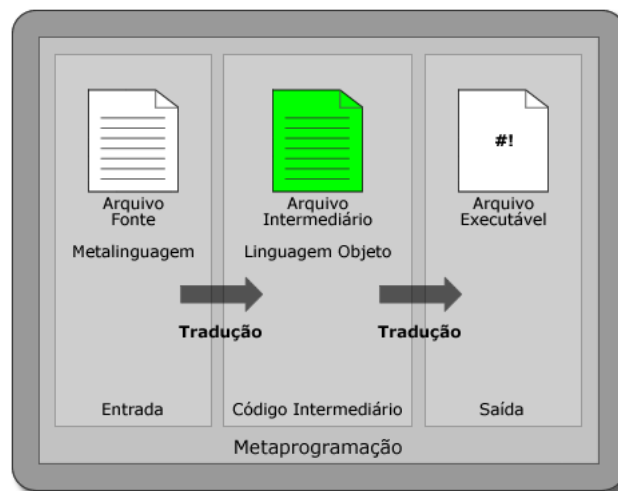 #!
Arquivo
Fonte
Metalinguagem
Arquivo
Intermediário
Linguagem Objeto
Arquivo
Executável
Tradução
Tradução
Entrada
Código Intermediário
Saída
Metaprogramação